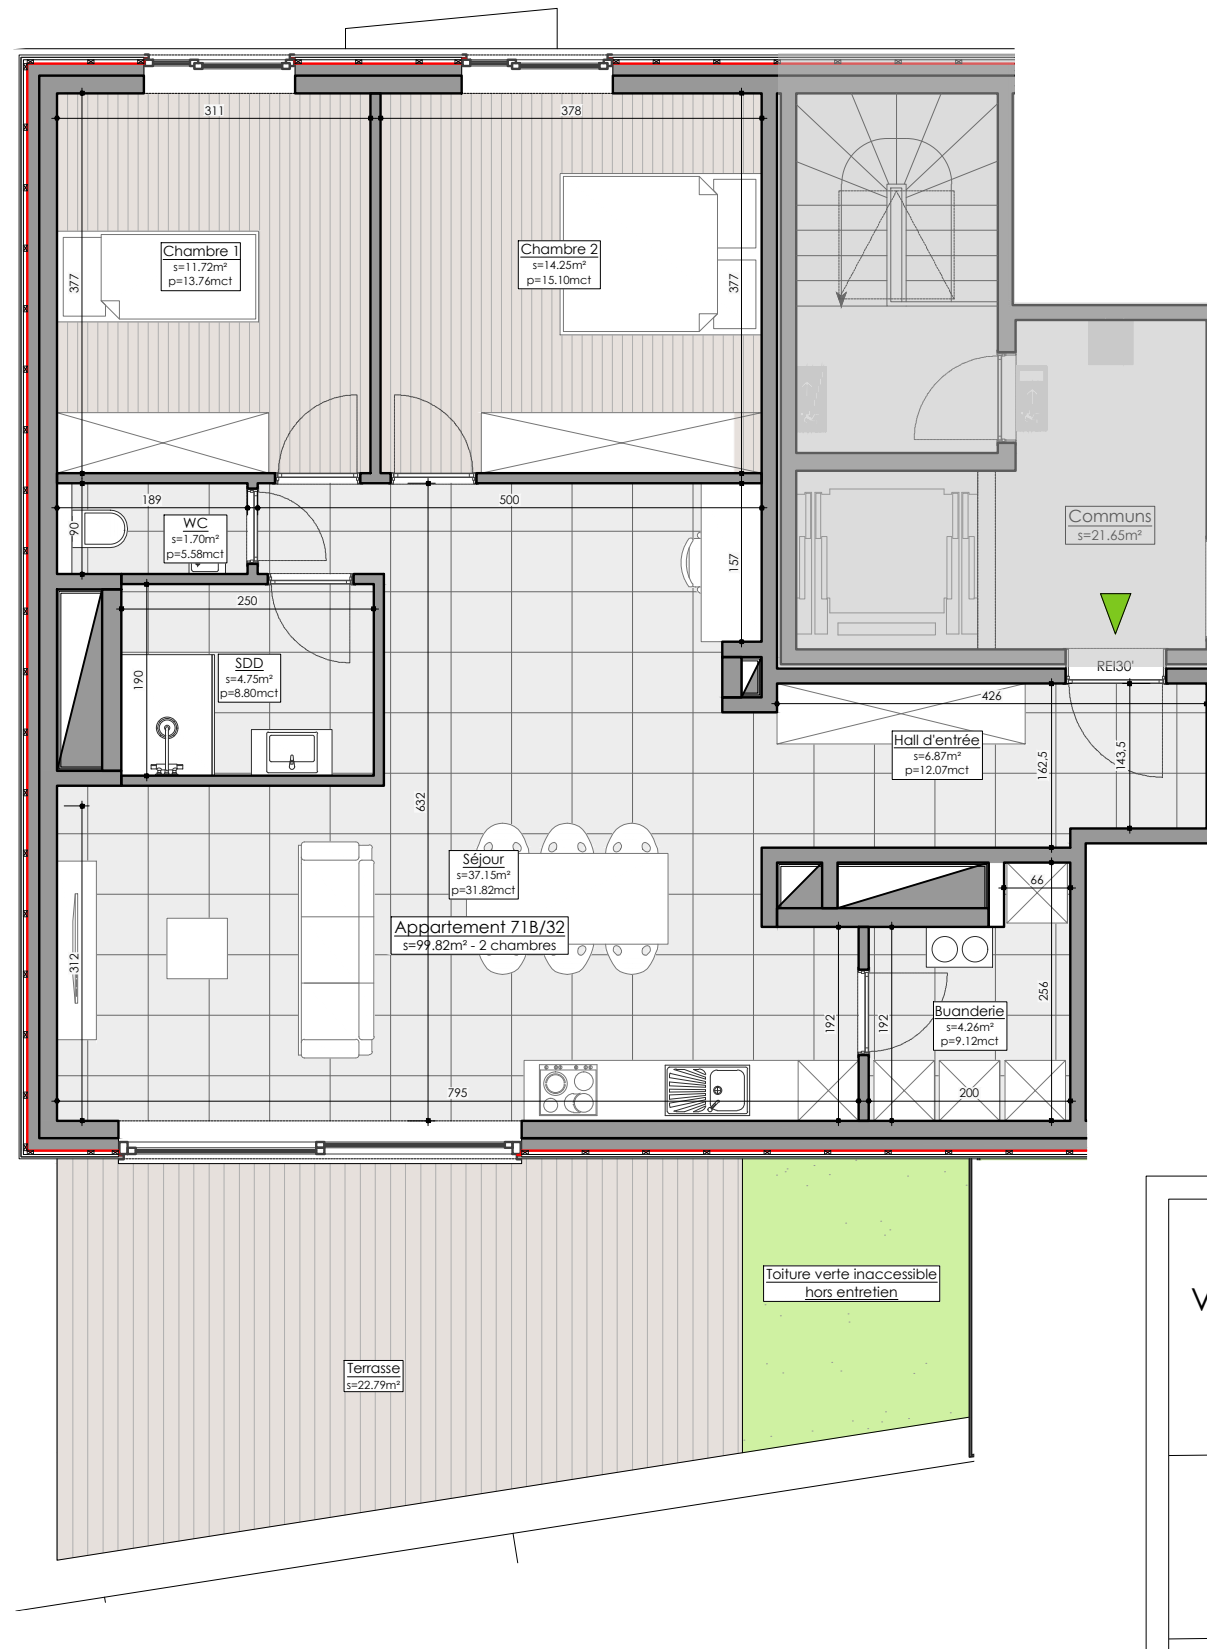 311
378
Chambre 1
s=11.72m²
p=13.76mct
377
Chambre 2
s=14.25m²
p=15.10mct
377
189
500
90
WC
s=1.70m²
p=5.58mct
157
Communs
s=21.65m²
250
190
SDD
s=4.75m²
p=8.80mct
REI30'
426
Hall d'entrée
s=6.87m²
p=12.07mct
162,5
143,5
632
Séjour
s=37.15m²
p=31.82mct
66
Appartement 71B/32
s=99.82m² - 2 chambres
312
192
192
256
Buanderie
s=4.26m²
p=9.12mct
795
200
Toiture verte inaccessible
hors entretien
V
Terrasse
s=22.79m²